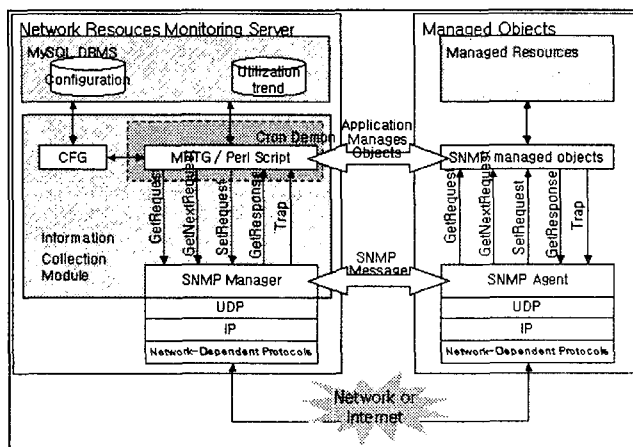 Network Resouces Monitoring Server
MySQL DBMS
Configuration
Utilization
trend
Cron Demon
CFG
MRTG / Perl Script
GetRequest
GetNextRequest
SetRequest
GetResponse
Trap
Information
Collection
Module
SNMP Manager
UDP
IP
Network-Dependent Protocols
Application
Manages
Objects
SNMP
Message
Network or
Internet
Managed Objects
Managed Resources
SNMP managed objects
GetRequest
GetNextRequest
SetRequest
GetResponse
Trap
SNMP Agent
UDP
IP
Network-Dependent Protocols